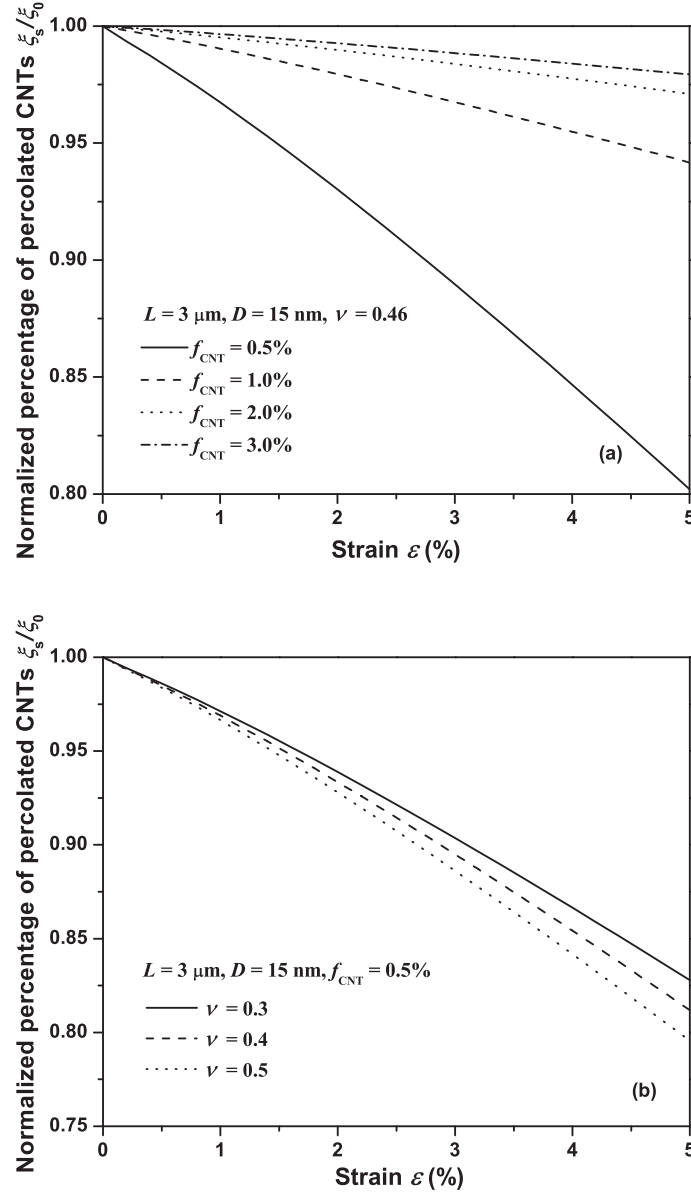 Normalized percentage of percolated CNTs ξs/ξ0
1.00
0.95
0.90
0.85
0.80
L = 3 μm, D = 15 nm, ν = 0.46
fCNT = 0.5%
fCNT = 1.0%
fCNT = 2.0%
fCNT = 3.0%
(a)
0 1 2 3 4 5
Strain ε (%)
Normalized percentage of percolated CNTs ξs/ξ0
1.00
0.95
0.90
0.85
0.80
0.75
L = 3 μm, D = 15 nm, fCNT = 0.5%
ν = 0.3
ν = 0.4
ν = 0.5
(b)
0 1 2 3 4 5
Strain ε (%)